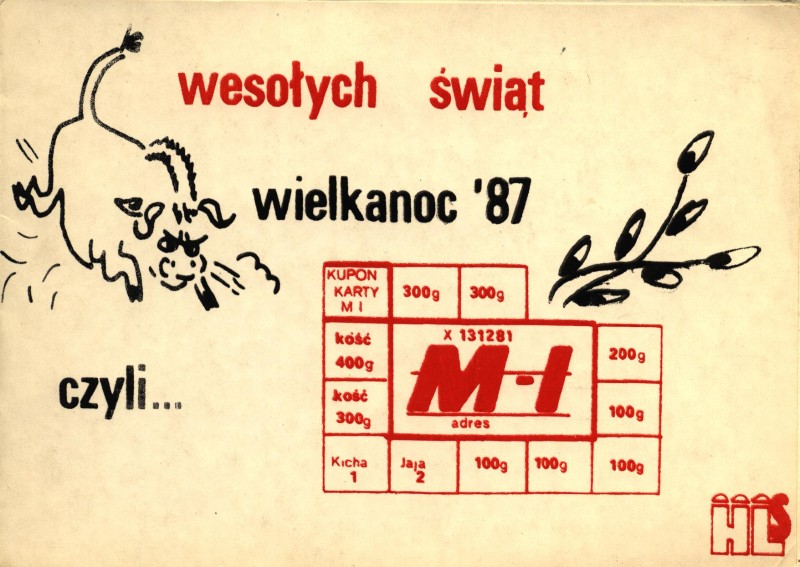 wesołych świąt
wielkanoc '87
czyli...
KUPON
KARTY
M I
300g
300g
kość
400g
X 131281
M-I
adres
200g
kość
300g
100g
Kicha
1
Jaja
2
100g
100g
100g
HLS